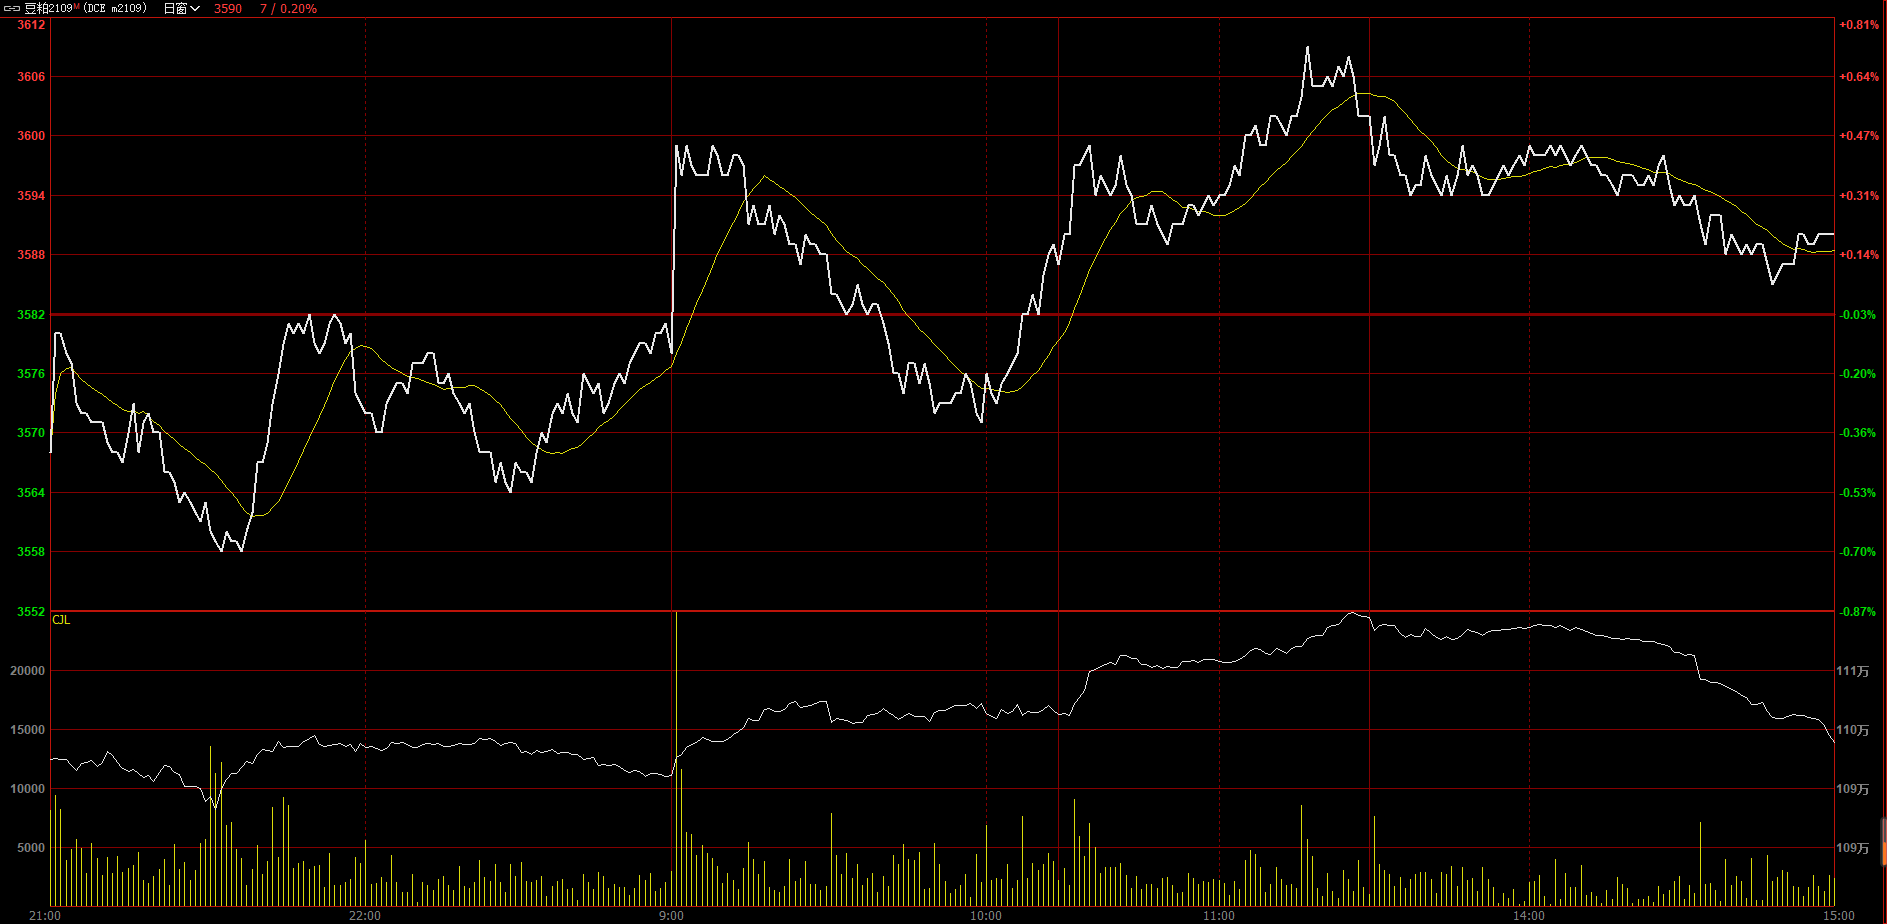 豆粕2109M (DCE m2109) 日窗 3590 7 / 0.20%
3612 +0.81%
3606 +0.64%
3600 +0.47%
3594 +0.31%
3588 +0.14%
3582 -0.03%
3576 -0.20%
3570 -0.36%
3564 -0.53%
3558 -0.70%
3552 -0.87%
CJL
20000 111万
15000 110万
10000 109万
5000 109万
21:00 22:00 9:00 10:00 11:00 14:00 15:00